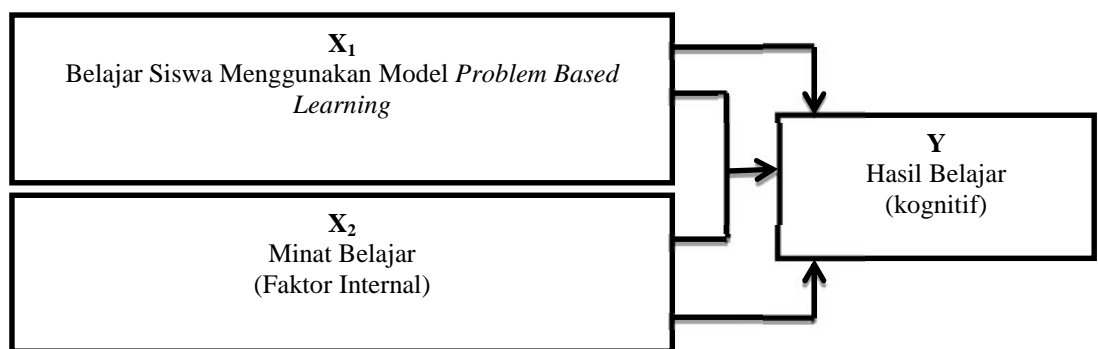 X₁
Belajar Siswa Menggunakan Model Problem Based
Learning
X₂
Minat Belajar
(Faktor Internal)
Y
Hasil Belajar
(kognitif)